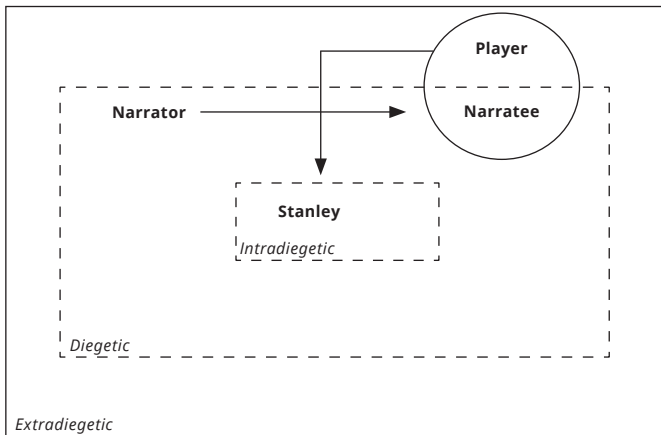 Player
Narrator
Narratee
Stanley
Intradiegetic
Diegetic
Extradiegetic